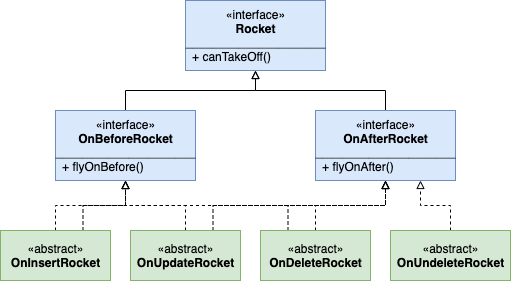 «interface»
Rocket
+ canTakeOff()
«interface»
OnBeforeRocket
+ flyOnBefore()
«interface»
OnAfterRocket
+ flyOnAfter()
«abstract»
OnInsertRocket
«abstract»
OnUpdateRocket
«abstract»
OnDeleteRocket
«abstract»
OnUndeleteRocket